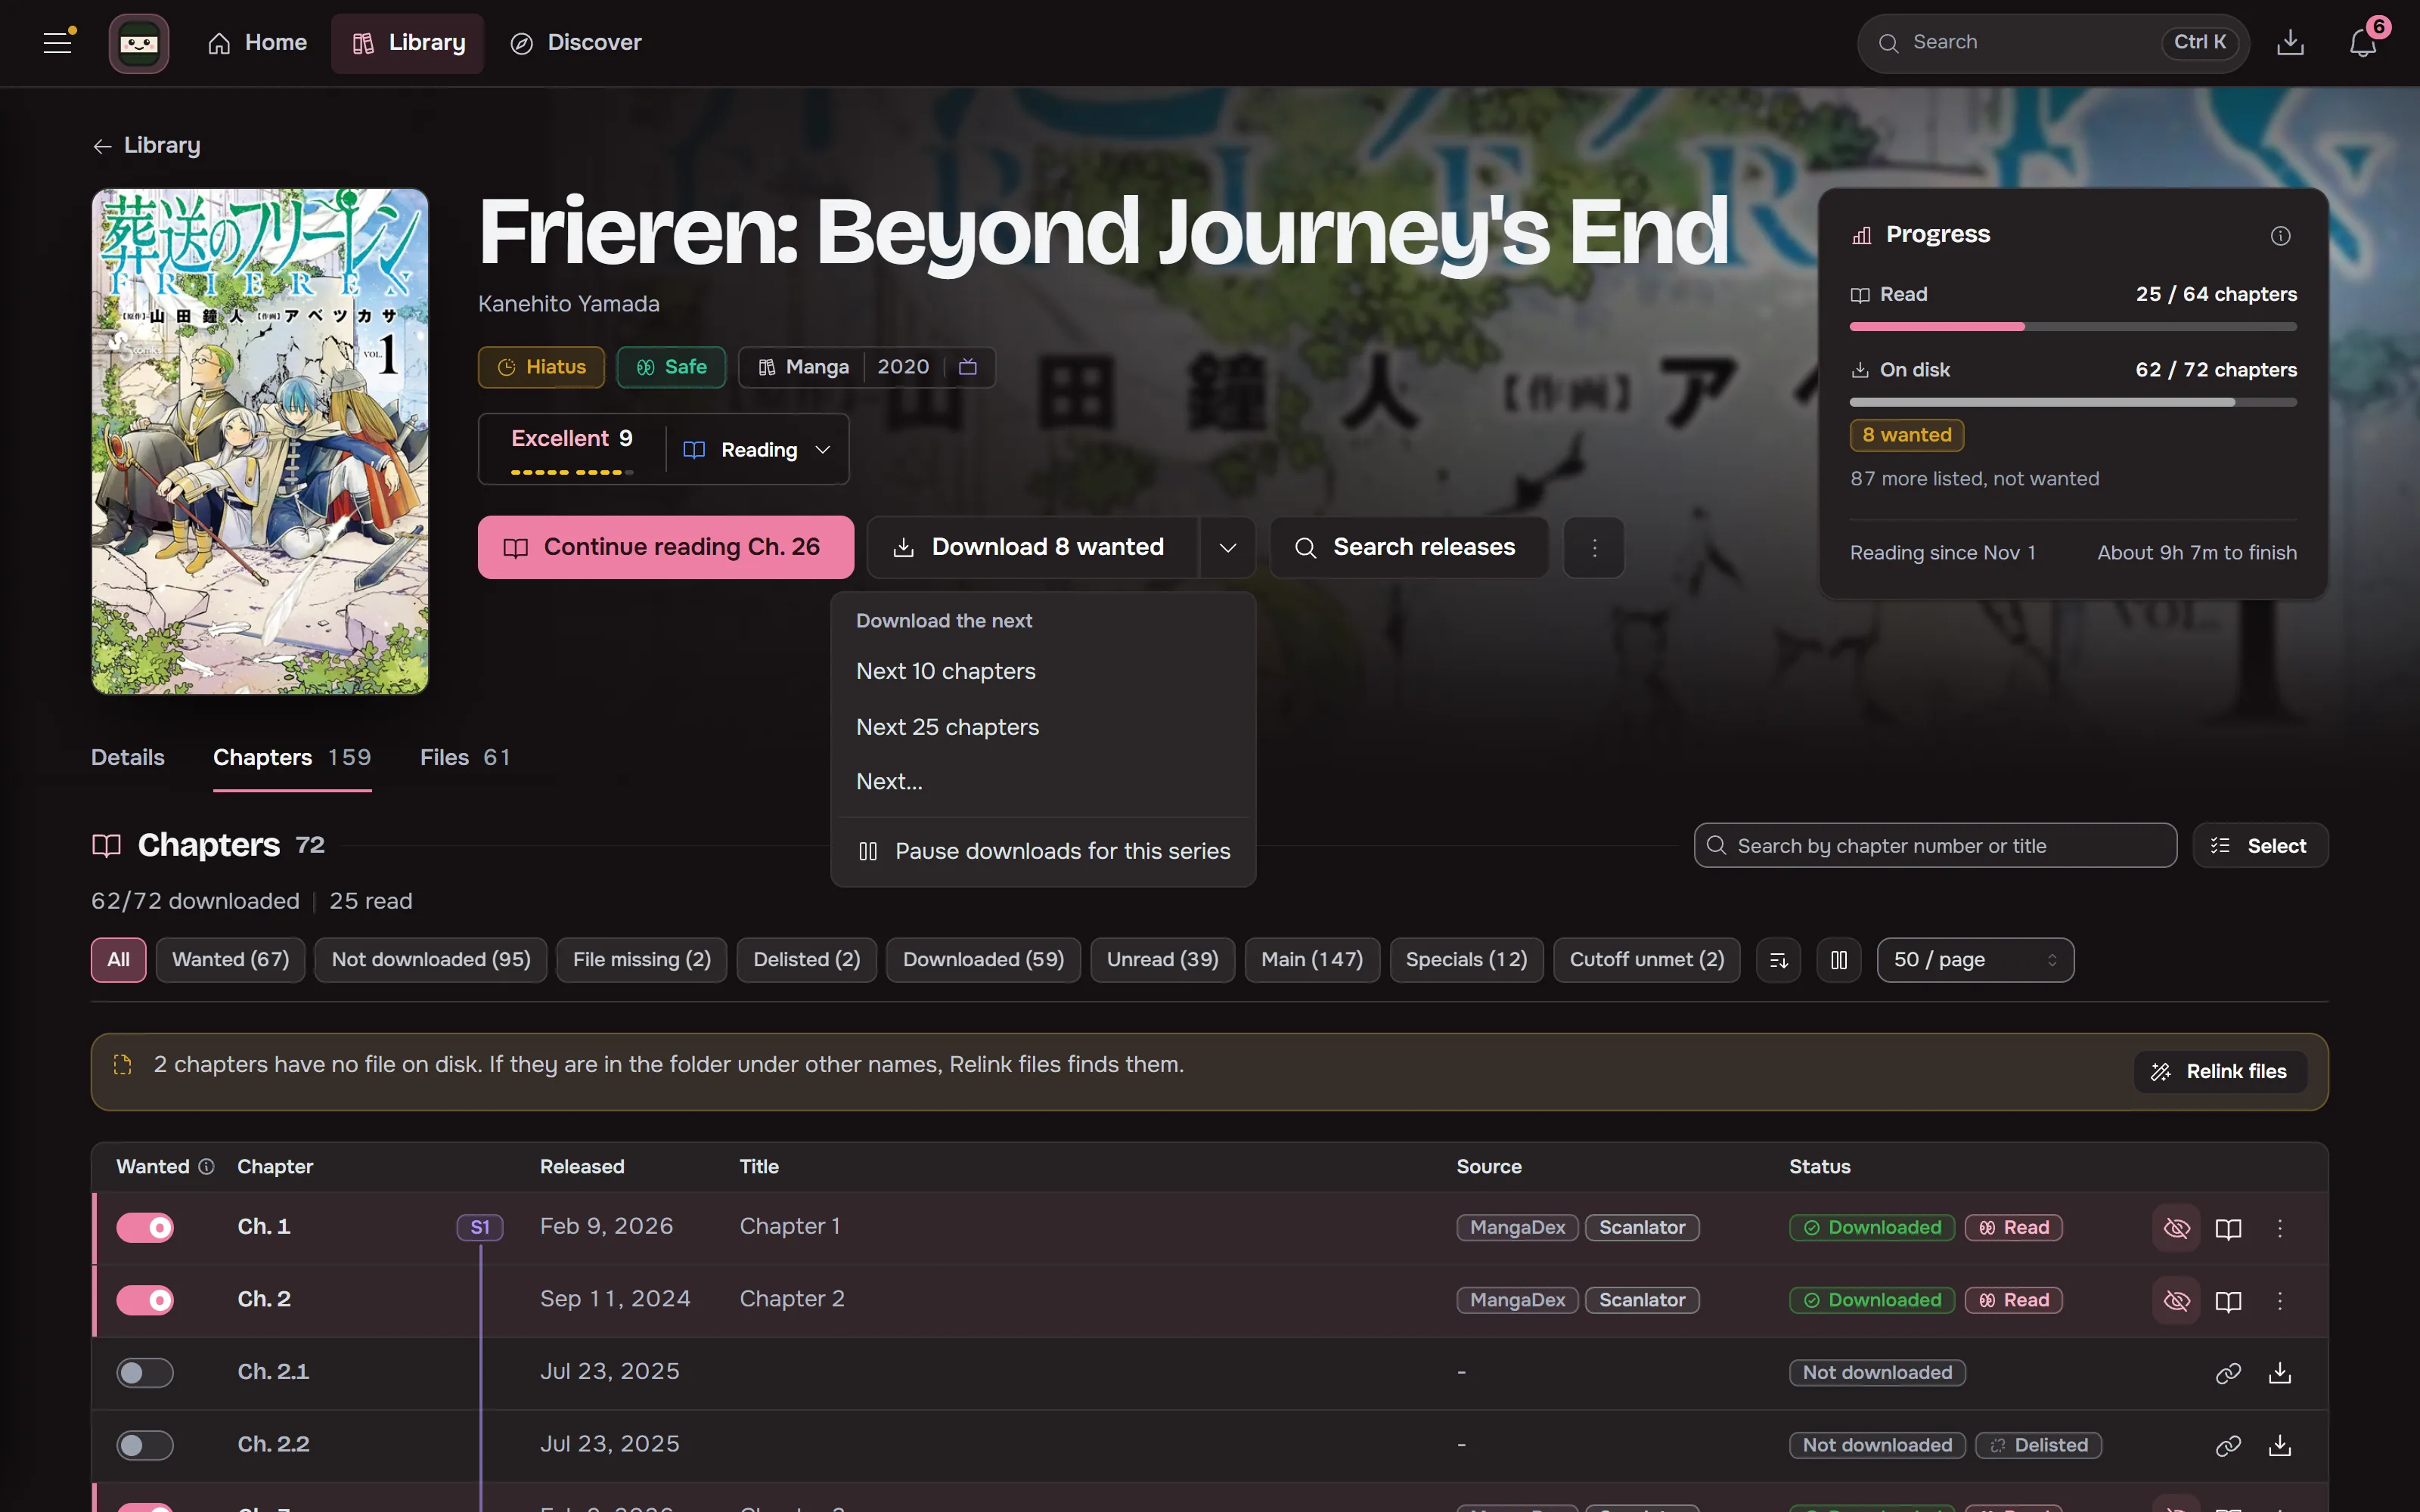 Home
Library
Discover
Search
Ctrl K
6
Library
葬送のフリーレン
FRIEREN
[原作]山田鐘人 [作画]アベツカサ
VOL. 1
Frieren: Beyond Journey's End
Kanehito Yamada
Hiatus
Safe
Manga
2020
Excellent 9
Reading
Continue reading Ch. 26
Download 8 wanted
Search releases
Progress
Read
25 / 64 chapters
On disk
62 / 72 chapters
8 wanted
87 more listed, not wanted
Reading since Nov 1
About 9h 7m to finish
Download the next
Next 10 chapters
Next 25 chapters
Next...
Pause downloads for this series
Details
Chapters 159
Files 61
Chapters 72
Search by chapter number or title
Select
62/72 downloaded
25 read
All
Wanted (67)
Not downloaded (95)
File missing (2)
Delisted (2)
Downloaded (59)
Unread (39)
Main (147)
Specials (12)
Cutoff unmet (2)
50 / page
2 chapters have no file on disk. If they are in the folder under other names, Relink files finds them.
Relink files
Wanted Chapter Released Title Source Status
Ch. 1 S1 Feb 9, 2026 Chapter 1 MangaDex Scanlator Downloaded Read
Ch. 2 Sep 11, 2024 Chapter 2 MangaDex Scanlator Downloaded Read
Ch. 2.1 Jul 23, 2025 - Not downloaded
Ch. 2.2 Jul 23, 2025 - Not downloaded Delisted